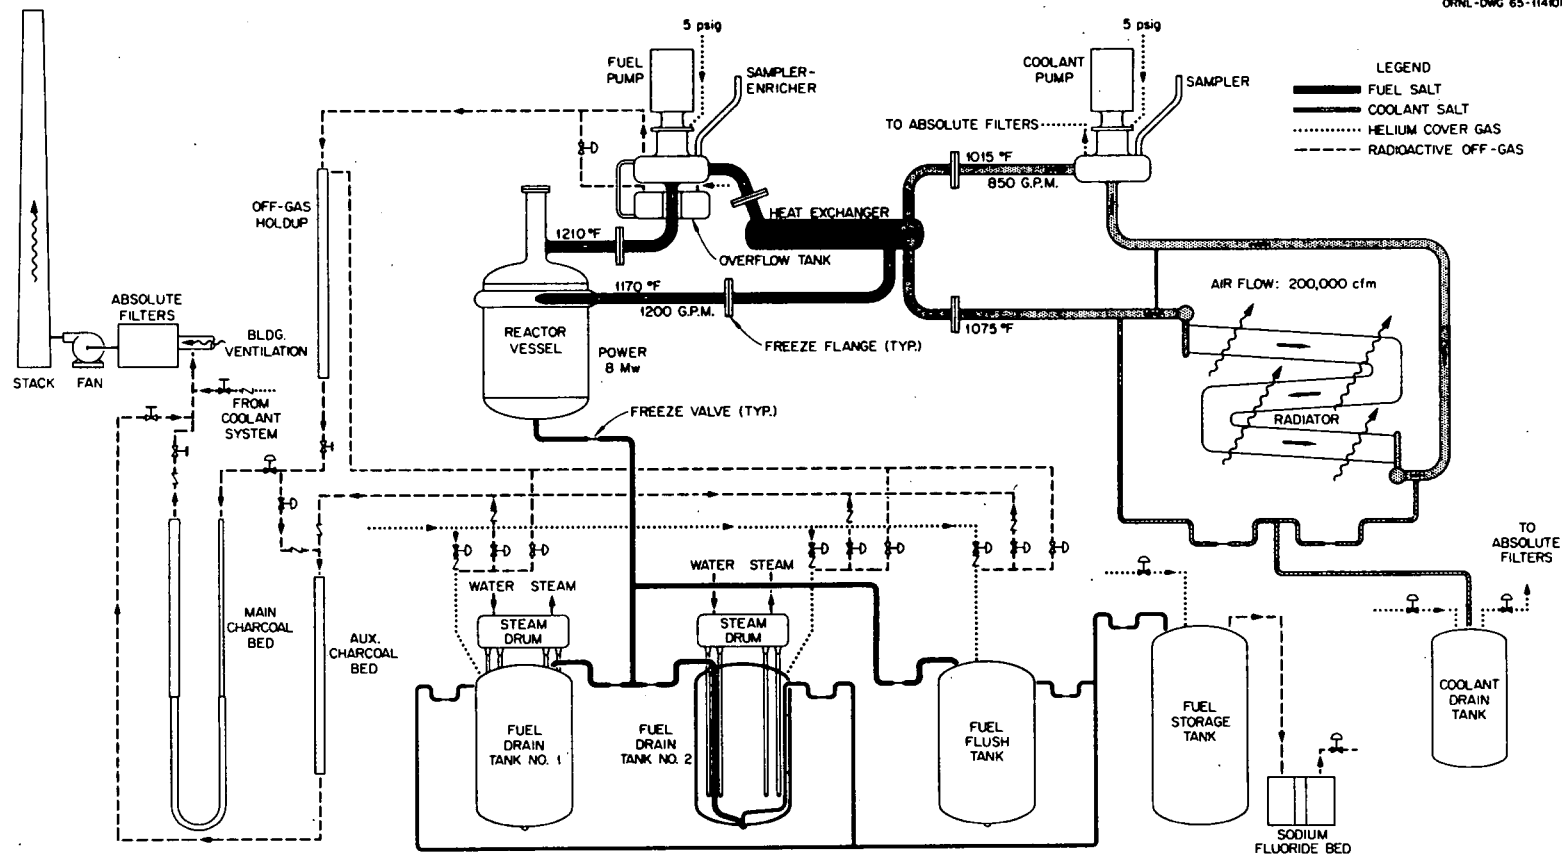 ORNL-DWG 65-11410
5 psig
5 psig
FUEL
PUMP
SAMPLER-
ENRICHER
COOLANT
PUMP
SAMPLER
LEGEND
FUEL SALT
COOLANT SALT
HELIUM COVER GAS
RADIOACTIVE OFF-GAS
TO ABSOLUTE FILTERS
1015 °F
850 G.P.M.
OFF-GAS
HOLDUP
HEAT EXCHANGER
1210 °F
OVERFLOW TANK
1170 °F
1200 G.P.M.
AIR FLOW: 200,000 cfm
1075 °F
ABSOLUTE
FILTERS
BLDG.
VENTILATION
REACTOR
VESSEL
POWER
8 Mw
FREEZE FLANGE (TYP.)
STACK
FAN
FROM
COOLANT
SYSTEM
FREEZE VALVE (TYP.)
RADIATOR
TO
ABSOLUTE
FILTERS
WATER
STEAM
WATER
STEAM
STEAM
DRUM
STEAM
DRUM
MAIN
CHARCOAL
BED
AUX.
CHARCOAL
BED
FUEL
DRAIN
TANK NO. 1
FUEL
DRAIN
TANK NO. 2
FUEL
FLUSH
TANK
FUEL
STORAGE
TANK
COOLANT
DRAIN
TANK
SODIUM
FLUORIDE BED